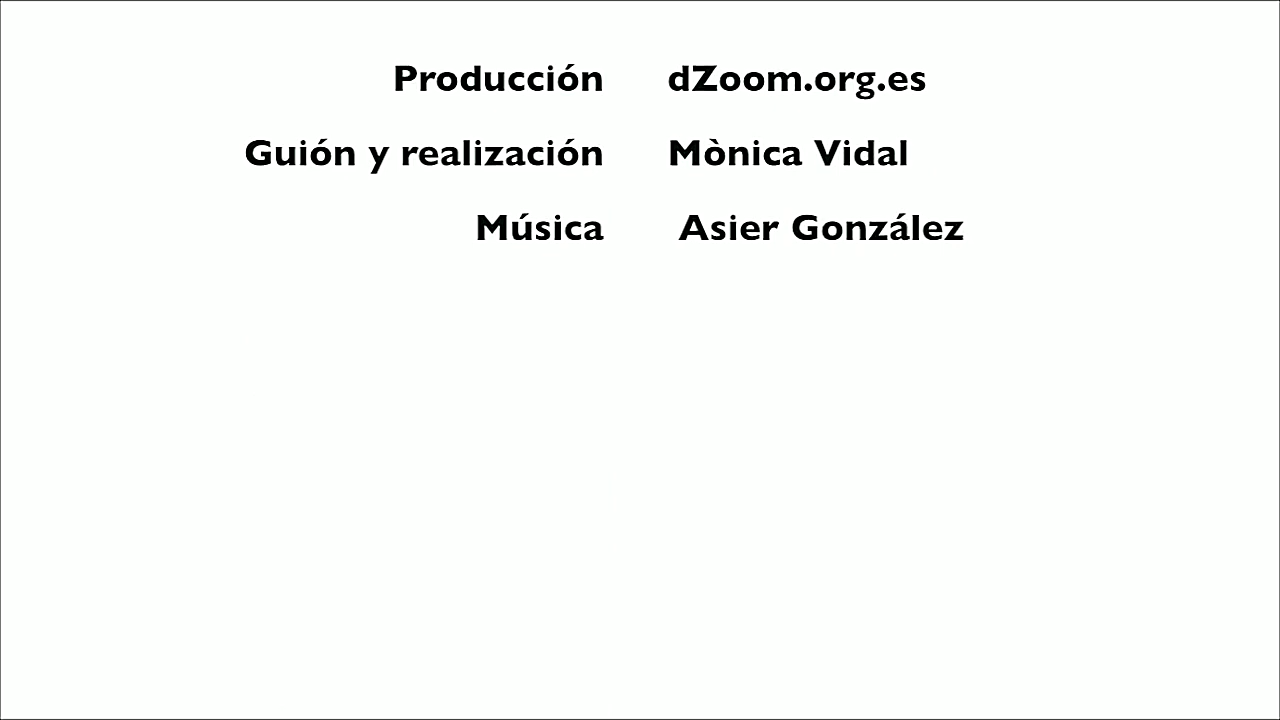 Producción dZoom.org.es
Guión y realización Mònica Vidal
Música Asier González